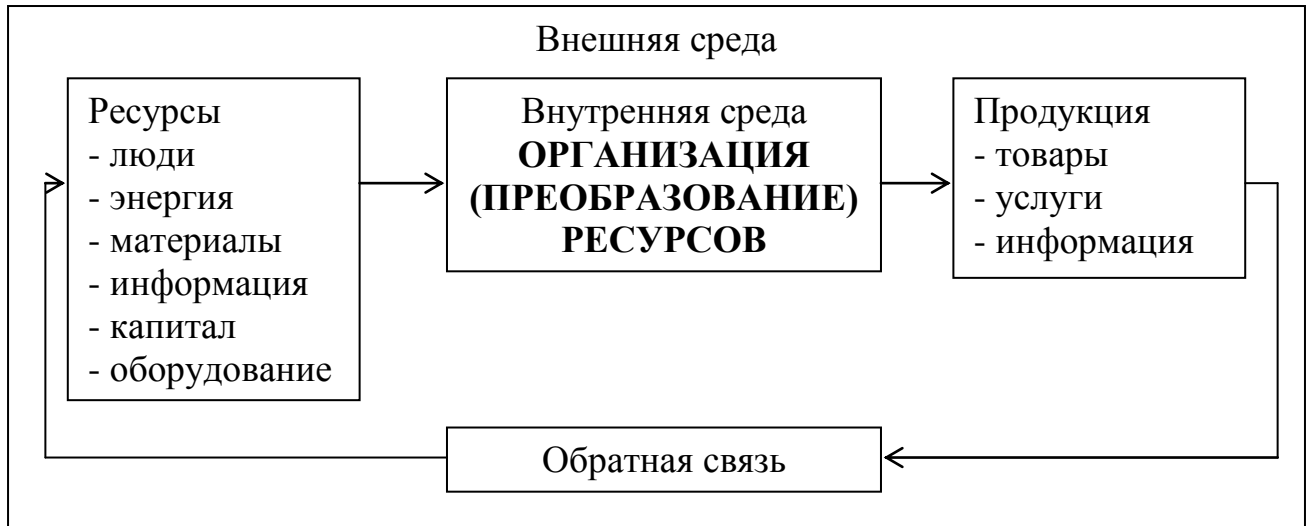 Внешняя среда
Ресурсы
- люди
- энергия
- материалы
- информация
- капитал
- оборудование
Внутренняя среда
ОРГАНИЗАЦИЯ
(ПРЕОБРАЗОВАНИЕ)
РЕСУРСОВ
Продукция
- товары
- услуги
- информация
Обратная связь